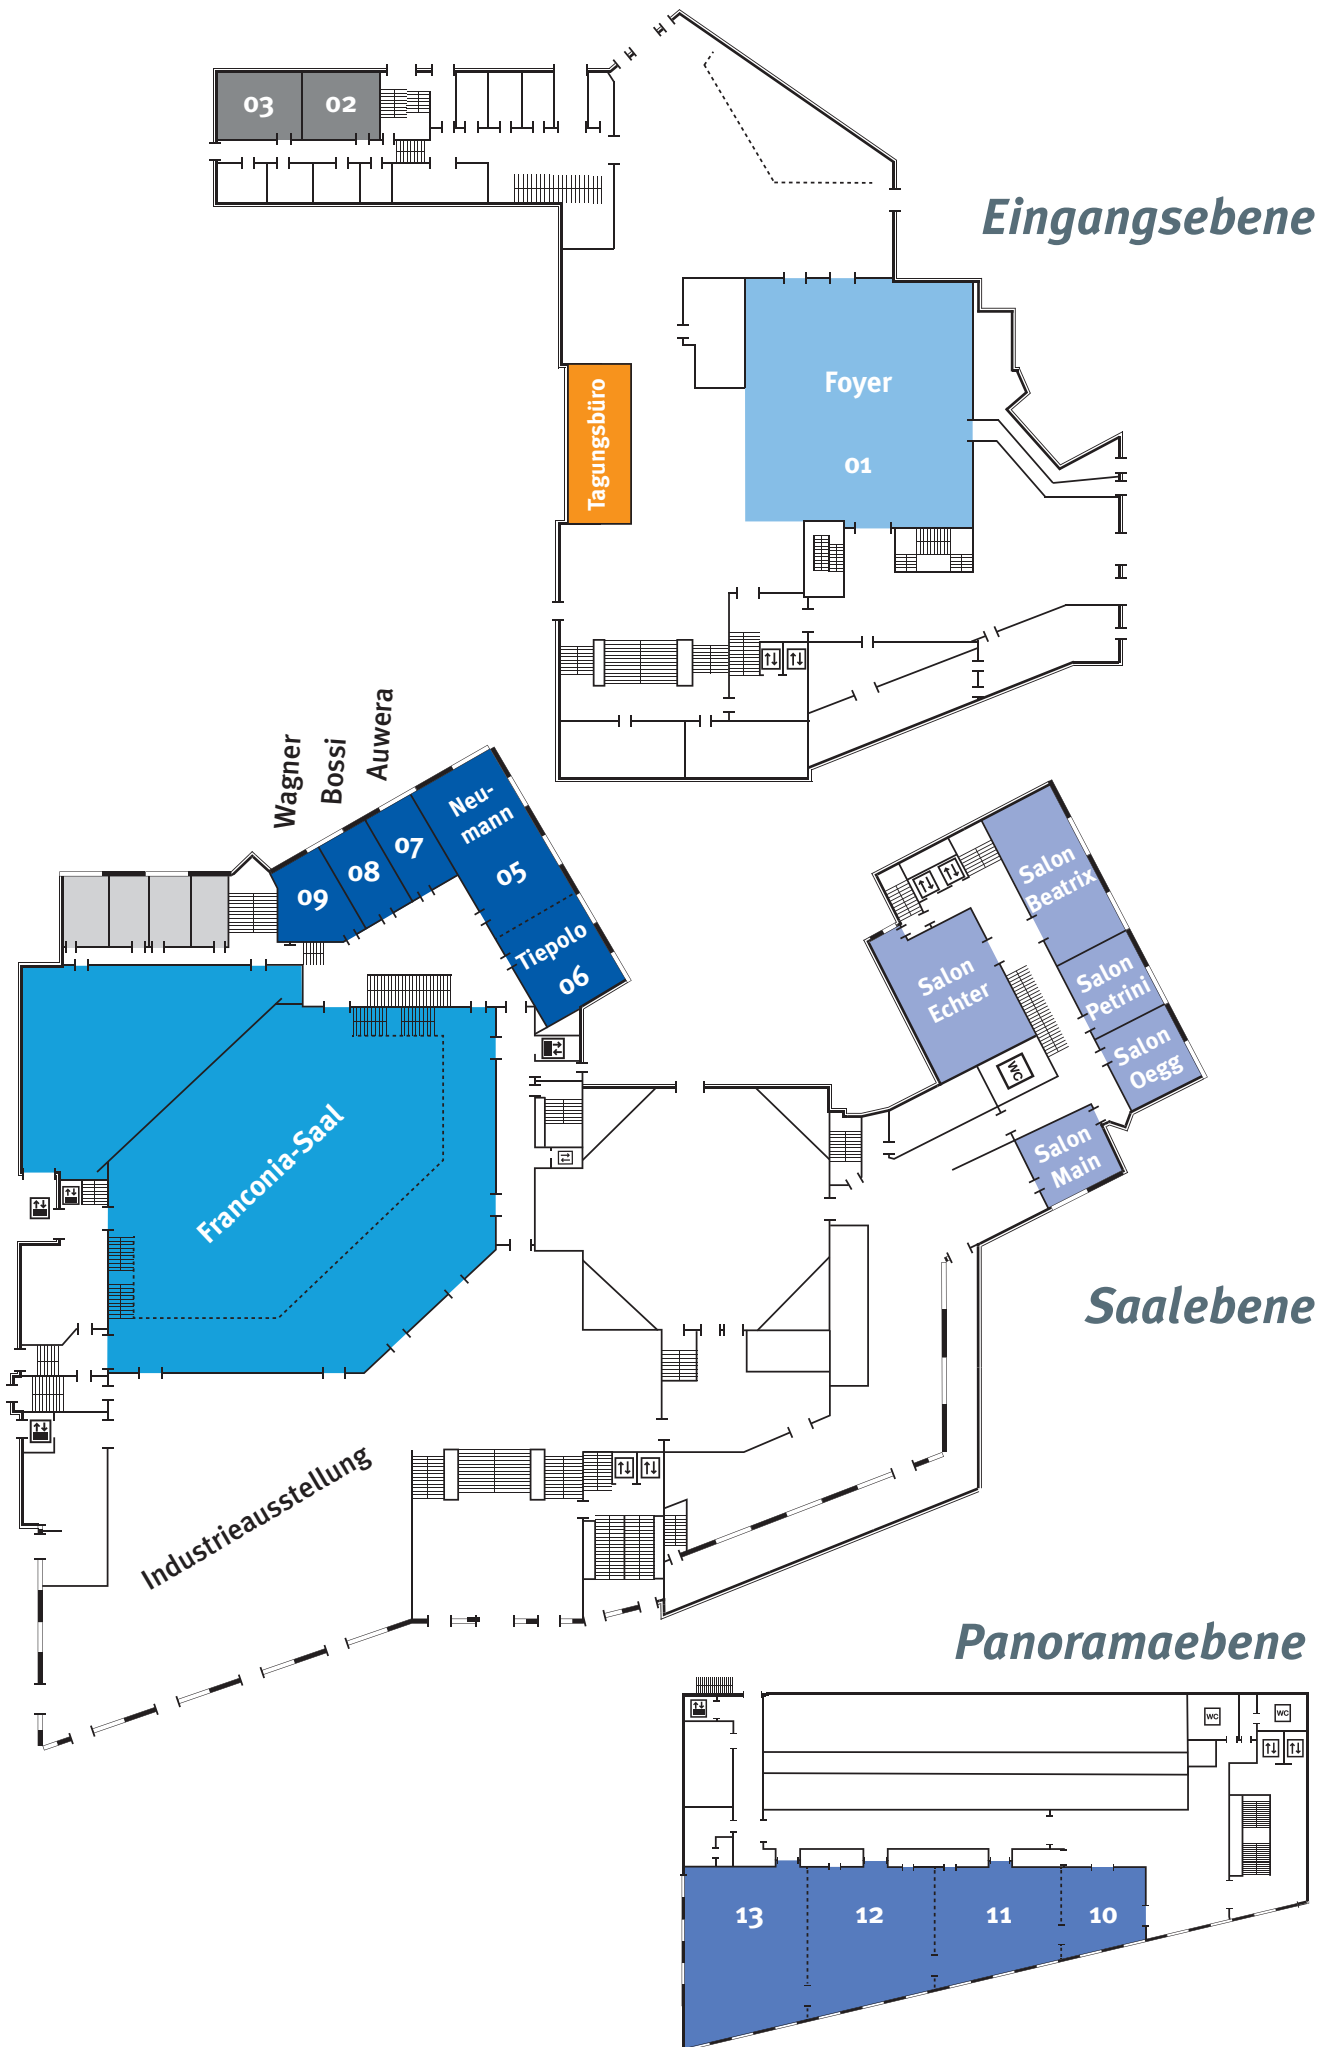 03
02
Eingangsebene
Foyer
01
Tagungsbüro
Wagner
Bossi
Auwera
Neu-
mann
05
07
08
09
Tiepolo
06
Salon
Beatrix
Salon
Echter
Salon
Petrini
Salon
Oegg
WC
Salon
Main
Franconia-Saal
Saalebene
Industrieausstellung
Panoramaebene
WC
WC
13
12
11
10